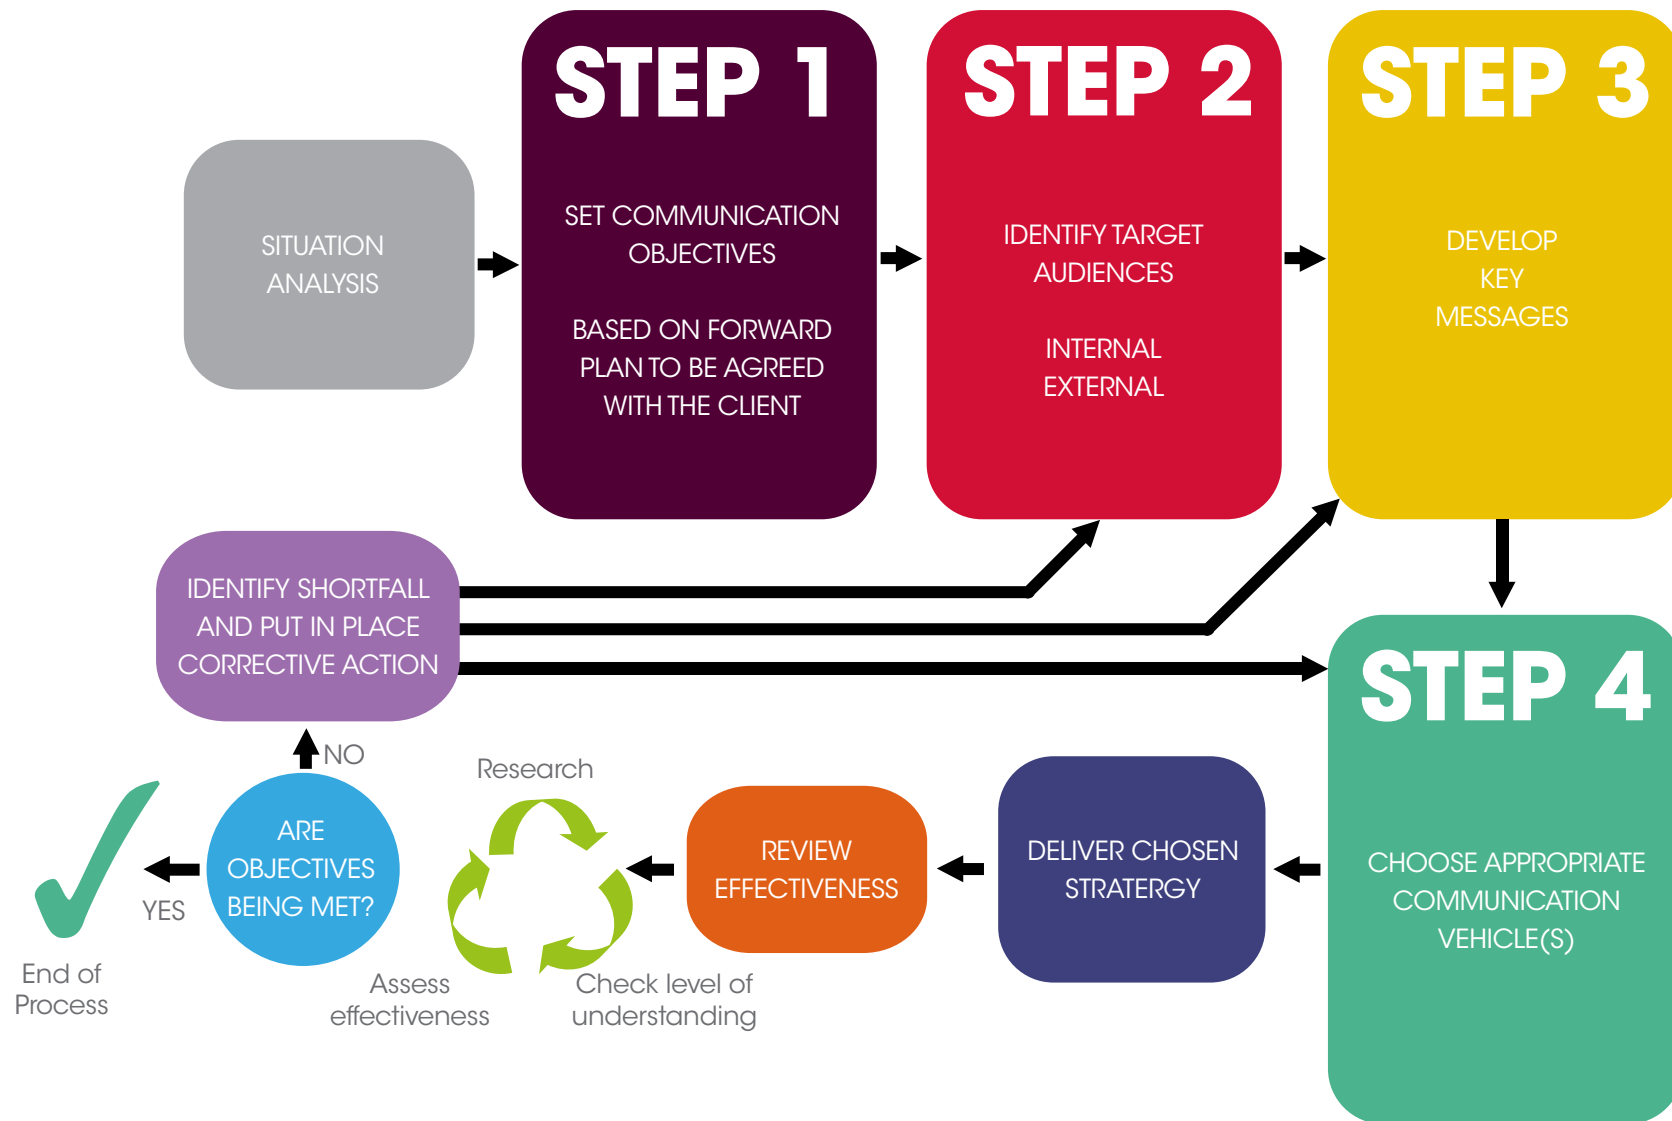 SITUATION
ANALYSIS
STEP 1
SET COMMUNICATION
OBJECTIVES
BASED ON FORWARD
PLAN TO BE AGREED
WITH THE CLIENT
STEP 2
IDENTIFY TARGET
AUDIENCES
INTERNAL
EXTERNAL
STEP 3
DEVELOP
KEY
MESSAGES
STEP 4
CHOOSE APPROPRIATE
COMMUNICATION
VEHICLE(S)
DELIVER CHOSEN
STRATERGY
REVIEW
EFFECTIVENESS
Research
Check level of
understanding
Assess
effectiveness
ARE
OBJECTIVES
BEING MET?
NO
IDENTIFY SHORTFALL
AND PUT IN PLACE
CORRECTIVE ACTION
YES
End of
Process